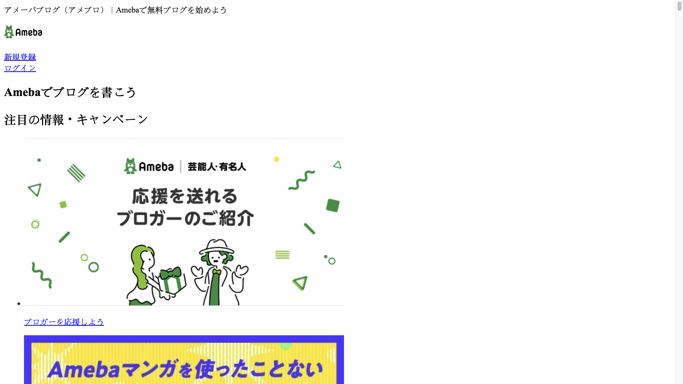 アメーバブログ（アメブロ）｜Amebaで無料ブログを始めよう
Ameba
新規登録
ログイン
Amebaでブログを書こう
注目の情報・キャンペーン
Ameba | 芸能人・有名人
応援を送れる
ブロガーのご紹介
ブロガーを応援しよう
Amebaマンガを使ったことない